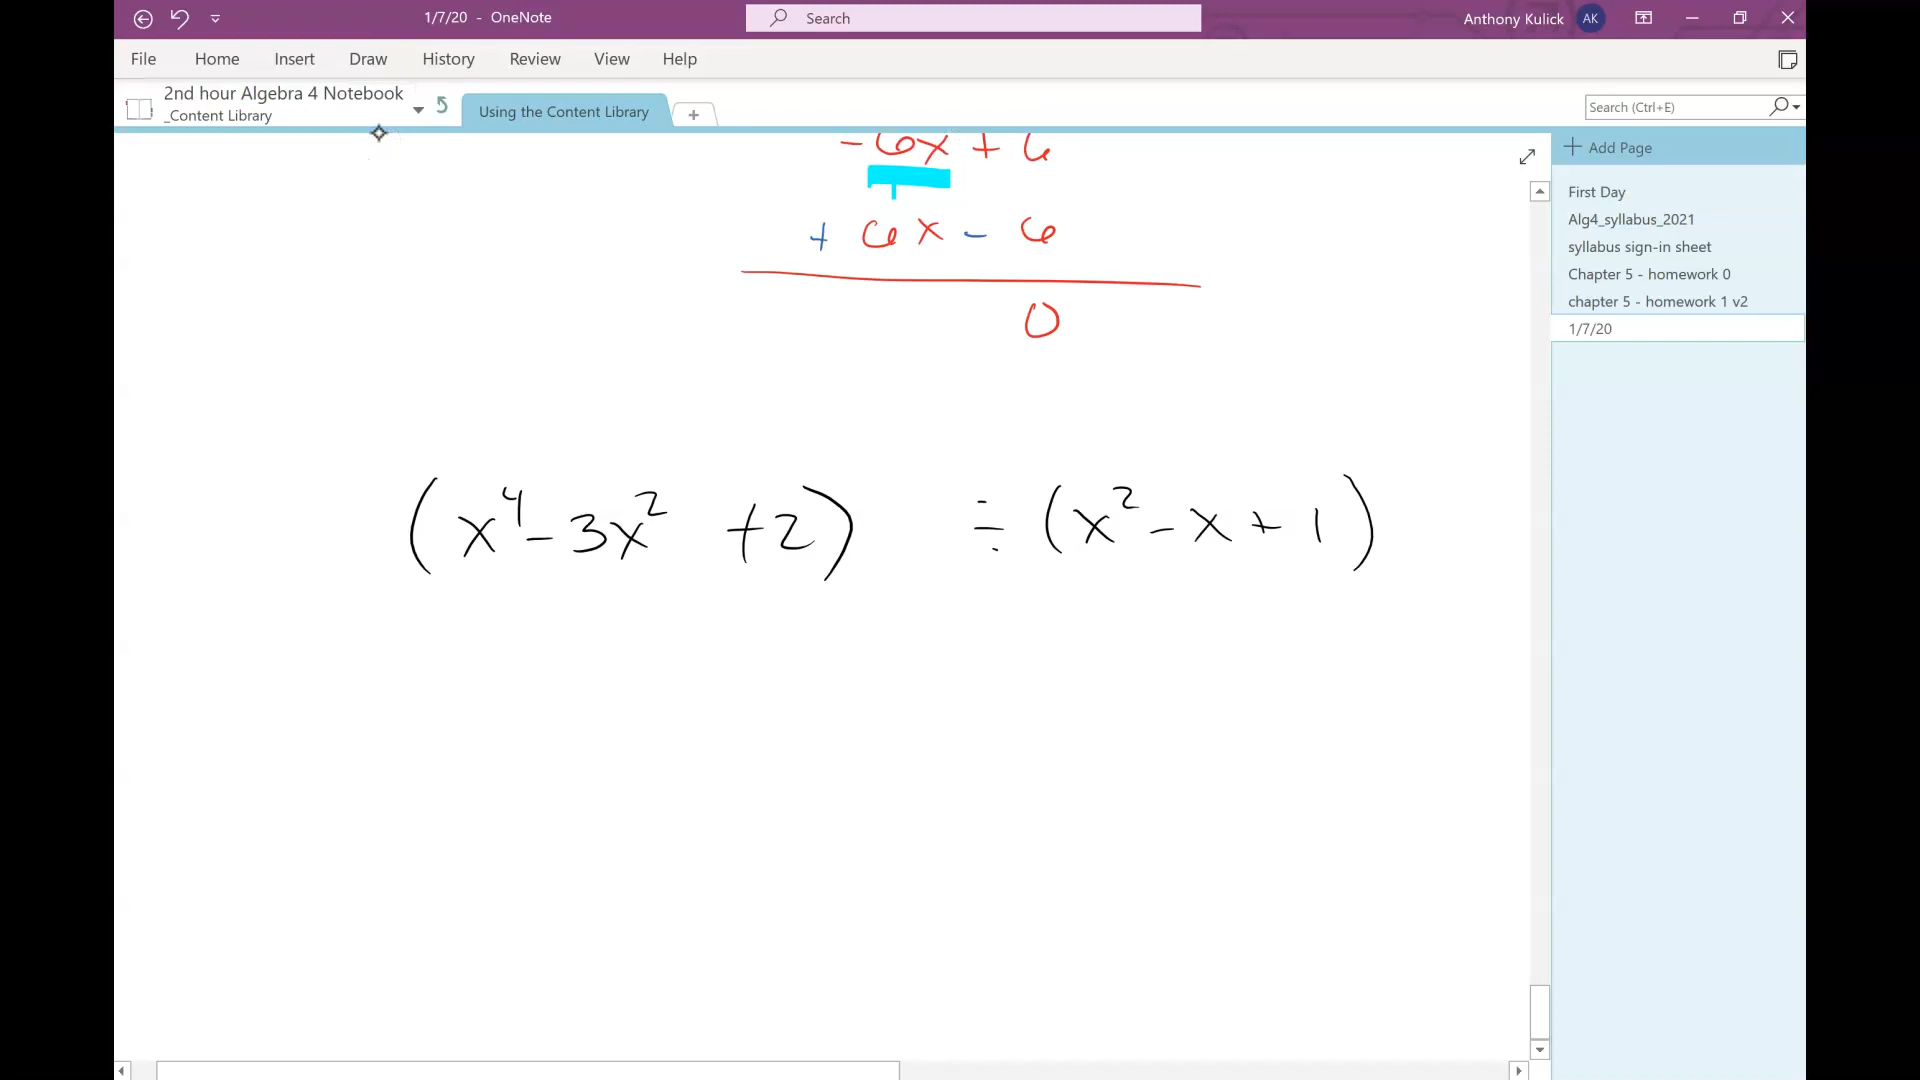 1/7/20 - OneNote
Search
Anthony Kulick AK
File Home Insert Draw History Review View Help
2nd hour Algebra 4 Notebook
_Content Library
Using the Content Library
Search (Ctrl+E)
Add Page
First Day
Alg4_syllabus_2021
syllabus sign-in sheet
Chapter 5 - homework 0
chapter 5 - homework 1 v2
1/7/20
- 6x + 6
+ 6x - 6
0
(x⁴ - 3x² + 2) ÷ (x² - x + 1)